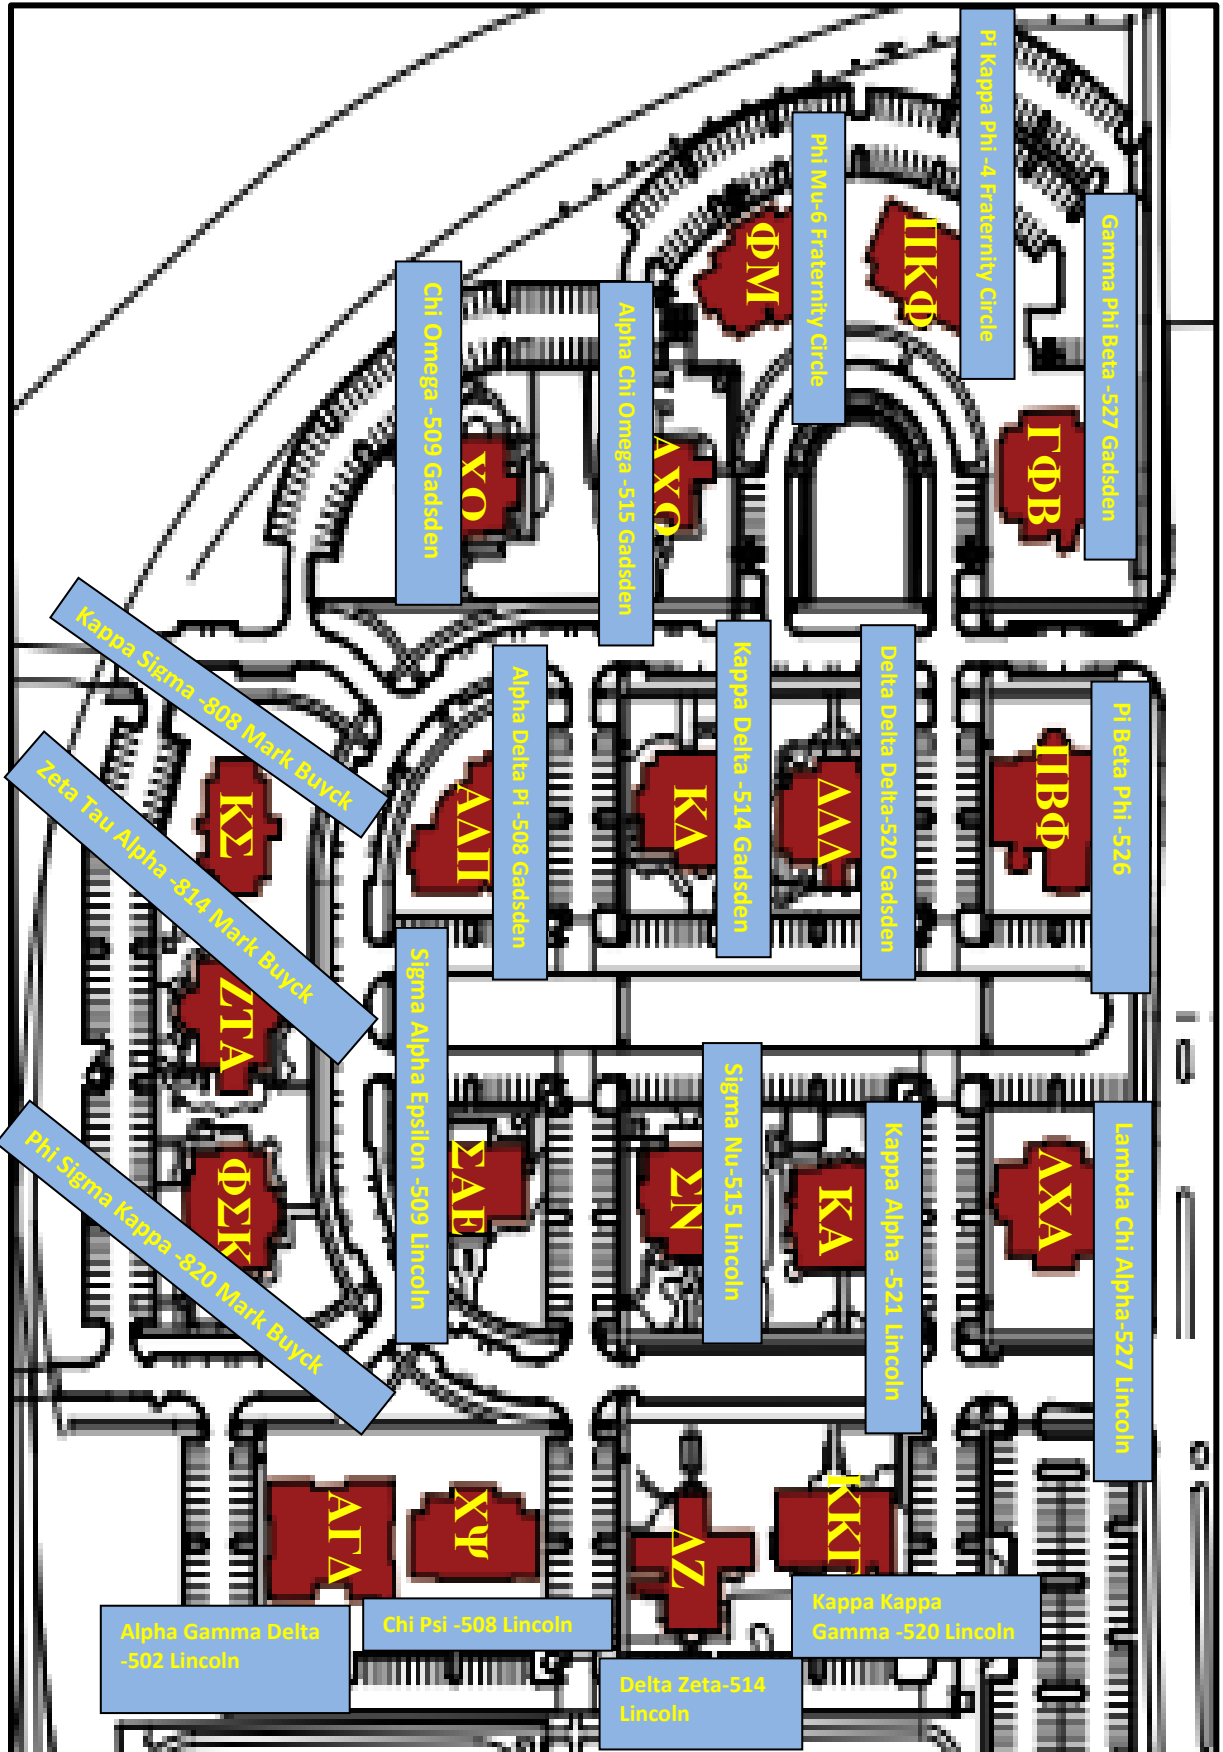 Pi Kappa Phi -4 Fraternity Circle
Phi Mu-6 Fraternity Circle
Gamma Phi Beta -527 Gadsden
ΦΜ
ΠΚΦ
Chi Omega -509 Gadsden
Alpha Chi Omega -515 Gadsden
ΧΟ
ΑΧΟ
ΓΦΒ
Kappa Sigma -808 Mark Buyck
Alpha Delta Pi -508 Gadsden
Kappa Delta -514 Gadsden
Delta Delta Delta-520 Gadsden
Pi Beta Phi -526
ΚΣ
ΑΔΠ
ΚΔ
ΔΔΔ
ΠΒΦ
Zeta Tau Alpha -814 Mark Buyck
ΖΤΑ
Sigma Alpha Epsilon -509 Lincoln
Sigma Nu-515 Lincoln
Kappa Alpha -521 Lincoln
Lambda Chi Alpha-527 Lincoln
Phi Sigma Kappa -820 Mark Buyck
ΦΣΚ
ΣΑΕ
ΣΝ
ΚΑ
ΛΧΑ
ΑΓΔ
ΧΨ
ΔΖ
ΚΚΓ
Alpha Gamma Delta
-502 Lincoln
Chi Psi -508 Lincoln
Delta Zeta-514
Lincoln
Kappa Kappa
Gamma -520 Lincoln